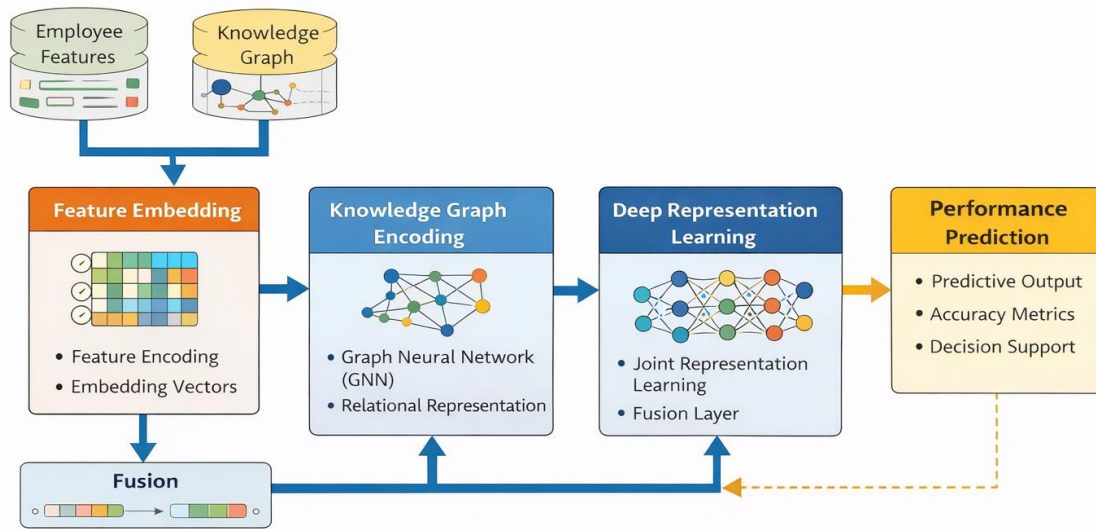 Employee
Features
Knowledge
Graph
Feature Embedding
• Feature Encoding
• Embedding Vectors
Knowledge Graph
Encoding
• Graph Neural Network
(GNN)
• Relational Representation
Deep Representation
Learning
• Joint Representation
Learning
• Fusion Layer
Performance
Prediction
• Predictive Output
• Accuracy Metrics
• Decision Support
Fusion